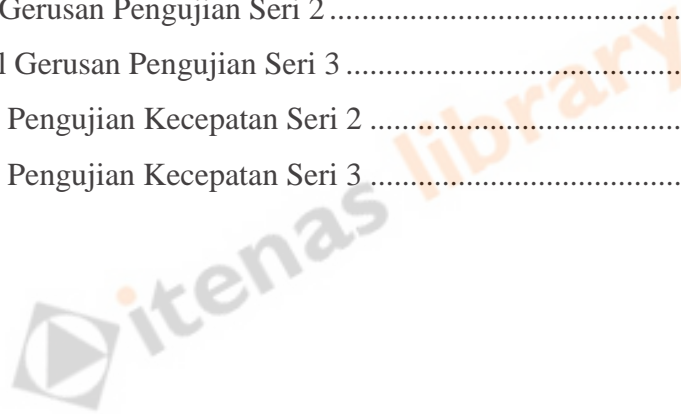 Gerusan Pengujian Seri 2 ..........................................
l Gerusan Pengujian Seri 3 ..........................................
Pengujian Kecepatan Seri 2 ..........................................
Pengujian Kecepatan Seri 3 ..........................................
itenas library